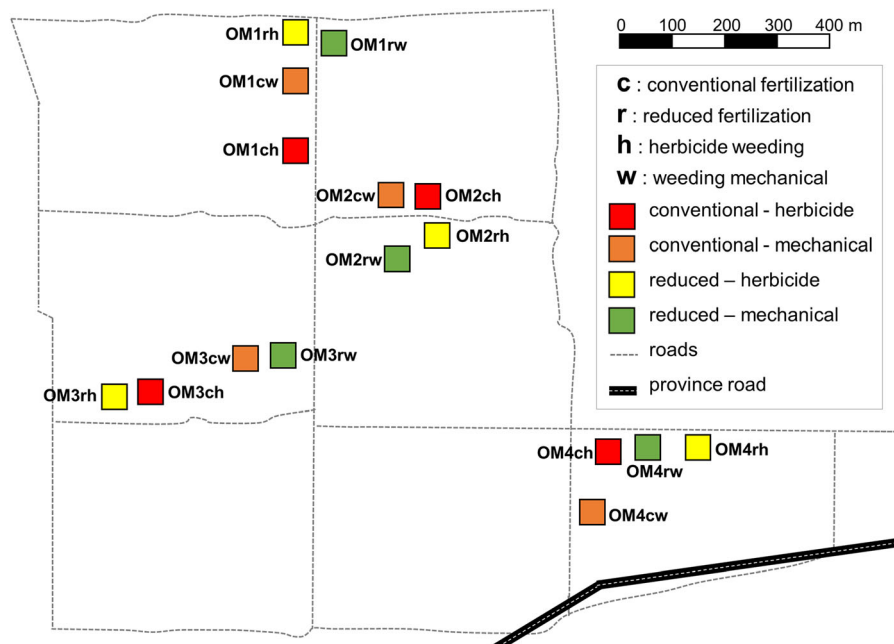 OM1rh
OM1rw
OM1cw
OM1ch
OM2cw
OM2ch
OM2rh
OM2rw
OM3cw
OM3rw
OM3rh
OM3ch
OM4ch
OM4rw
OM4rh
OM4cw
0 100 200 400 m
c : conventional fertilization
r : reduced fertilization
h : herbicide weeding
w : weeding mechanical
conventional - herbicide
conventional - mechanical
reduced – herbicide
reduced – mechanical
roads
province road